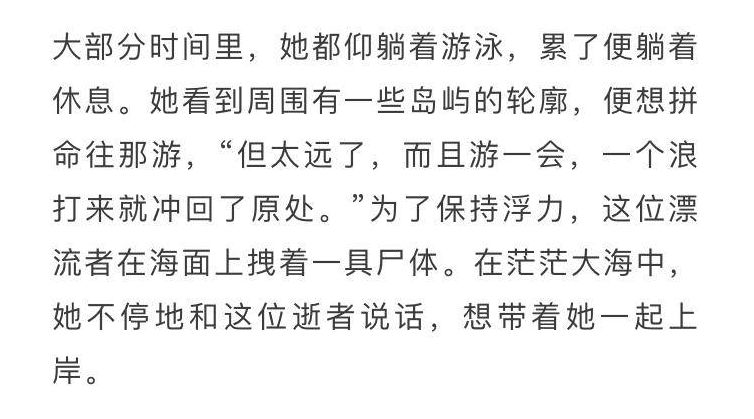 大部分时间里，她都仰躺着游泳，累了便躺着
休息。她看到周围有一些岛屿的轮廓，便想拼
命往那游，“但太远了，而且游一会，一个浪
打来就冲回了原处。”为了保持浮力，这位漂
流者在海面上拽着一具尸体。在茫茫大海中，
她不停地和这位逝者说话，想带着她一起上
岸。